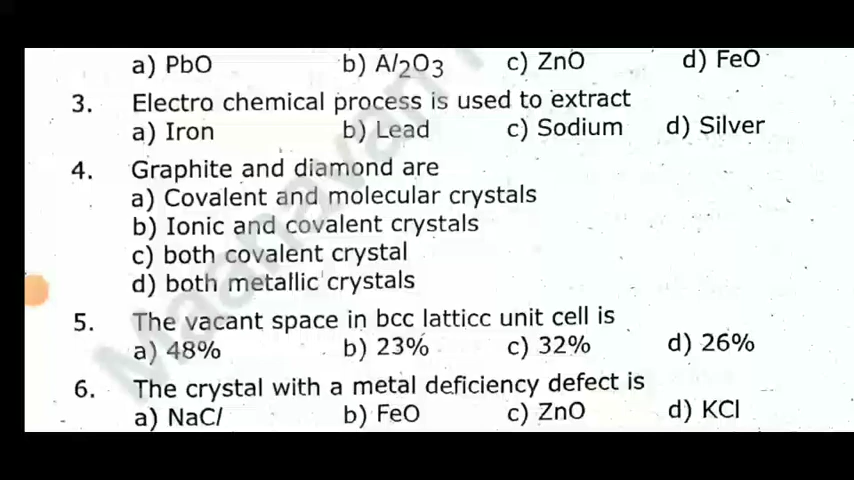 a) PbO b) Al2O3 c) ZnO d) FeO
3. Electro chemical process is used to extract
a) Iron b) Lead c) Sodium d) Silver
4. Graphite and diamond are
a) Covalent and molecular crystals
b) Ionic and covalent crystals
c) both covalent crystal
d) both metallic crystals
5. The vacant space in bcc latticc unit cell is
a) 48% b) 23% c) 32% d) 26%
6. The crystal with a metal deficiency defect is
a) NaCl b) FeO c) ZnO d) KCl